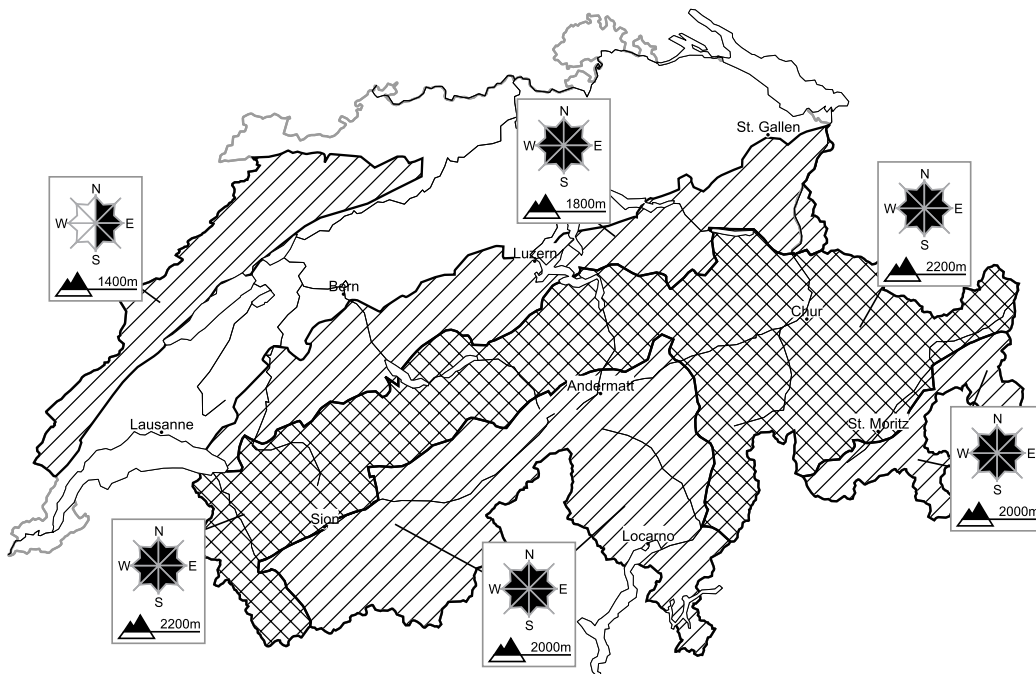 N
W E
S
1800m
St. Gallen
N
W E
S
1400m
N
W E
S
2200m
Luzern
Bern
Chur
Andermatt
Lausanne
St. Moritz
N
W E
S
2000m
Sion
N
W E
S
2200m
Locarno
N
W E
S
2000m